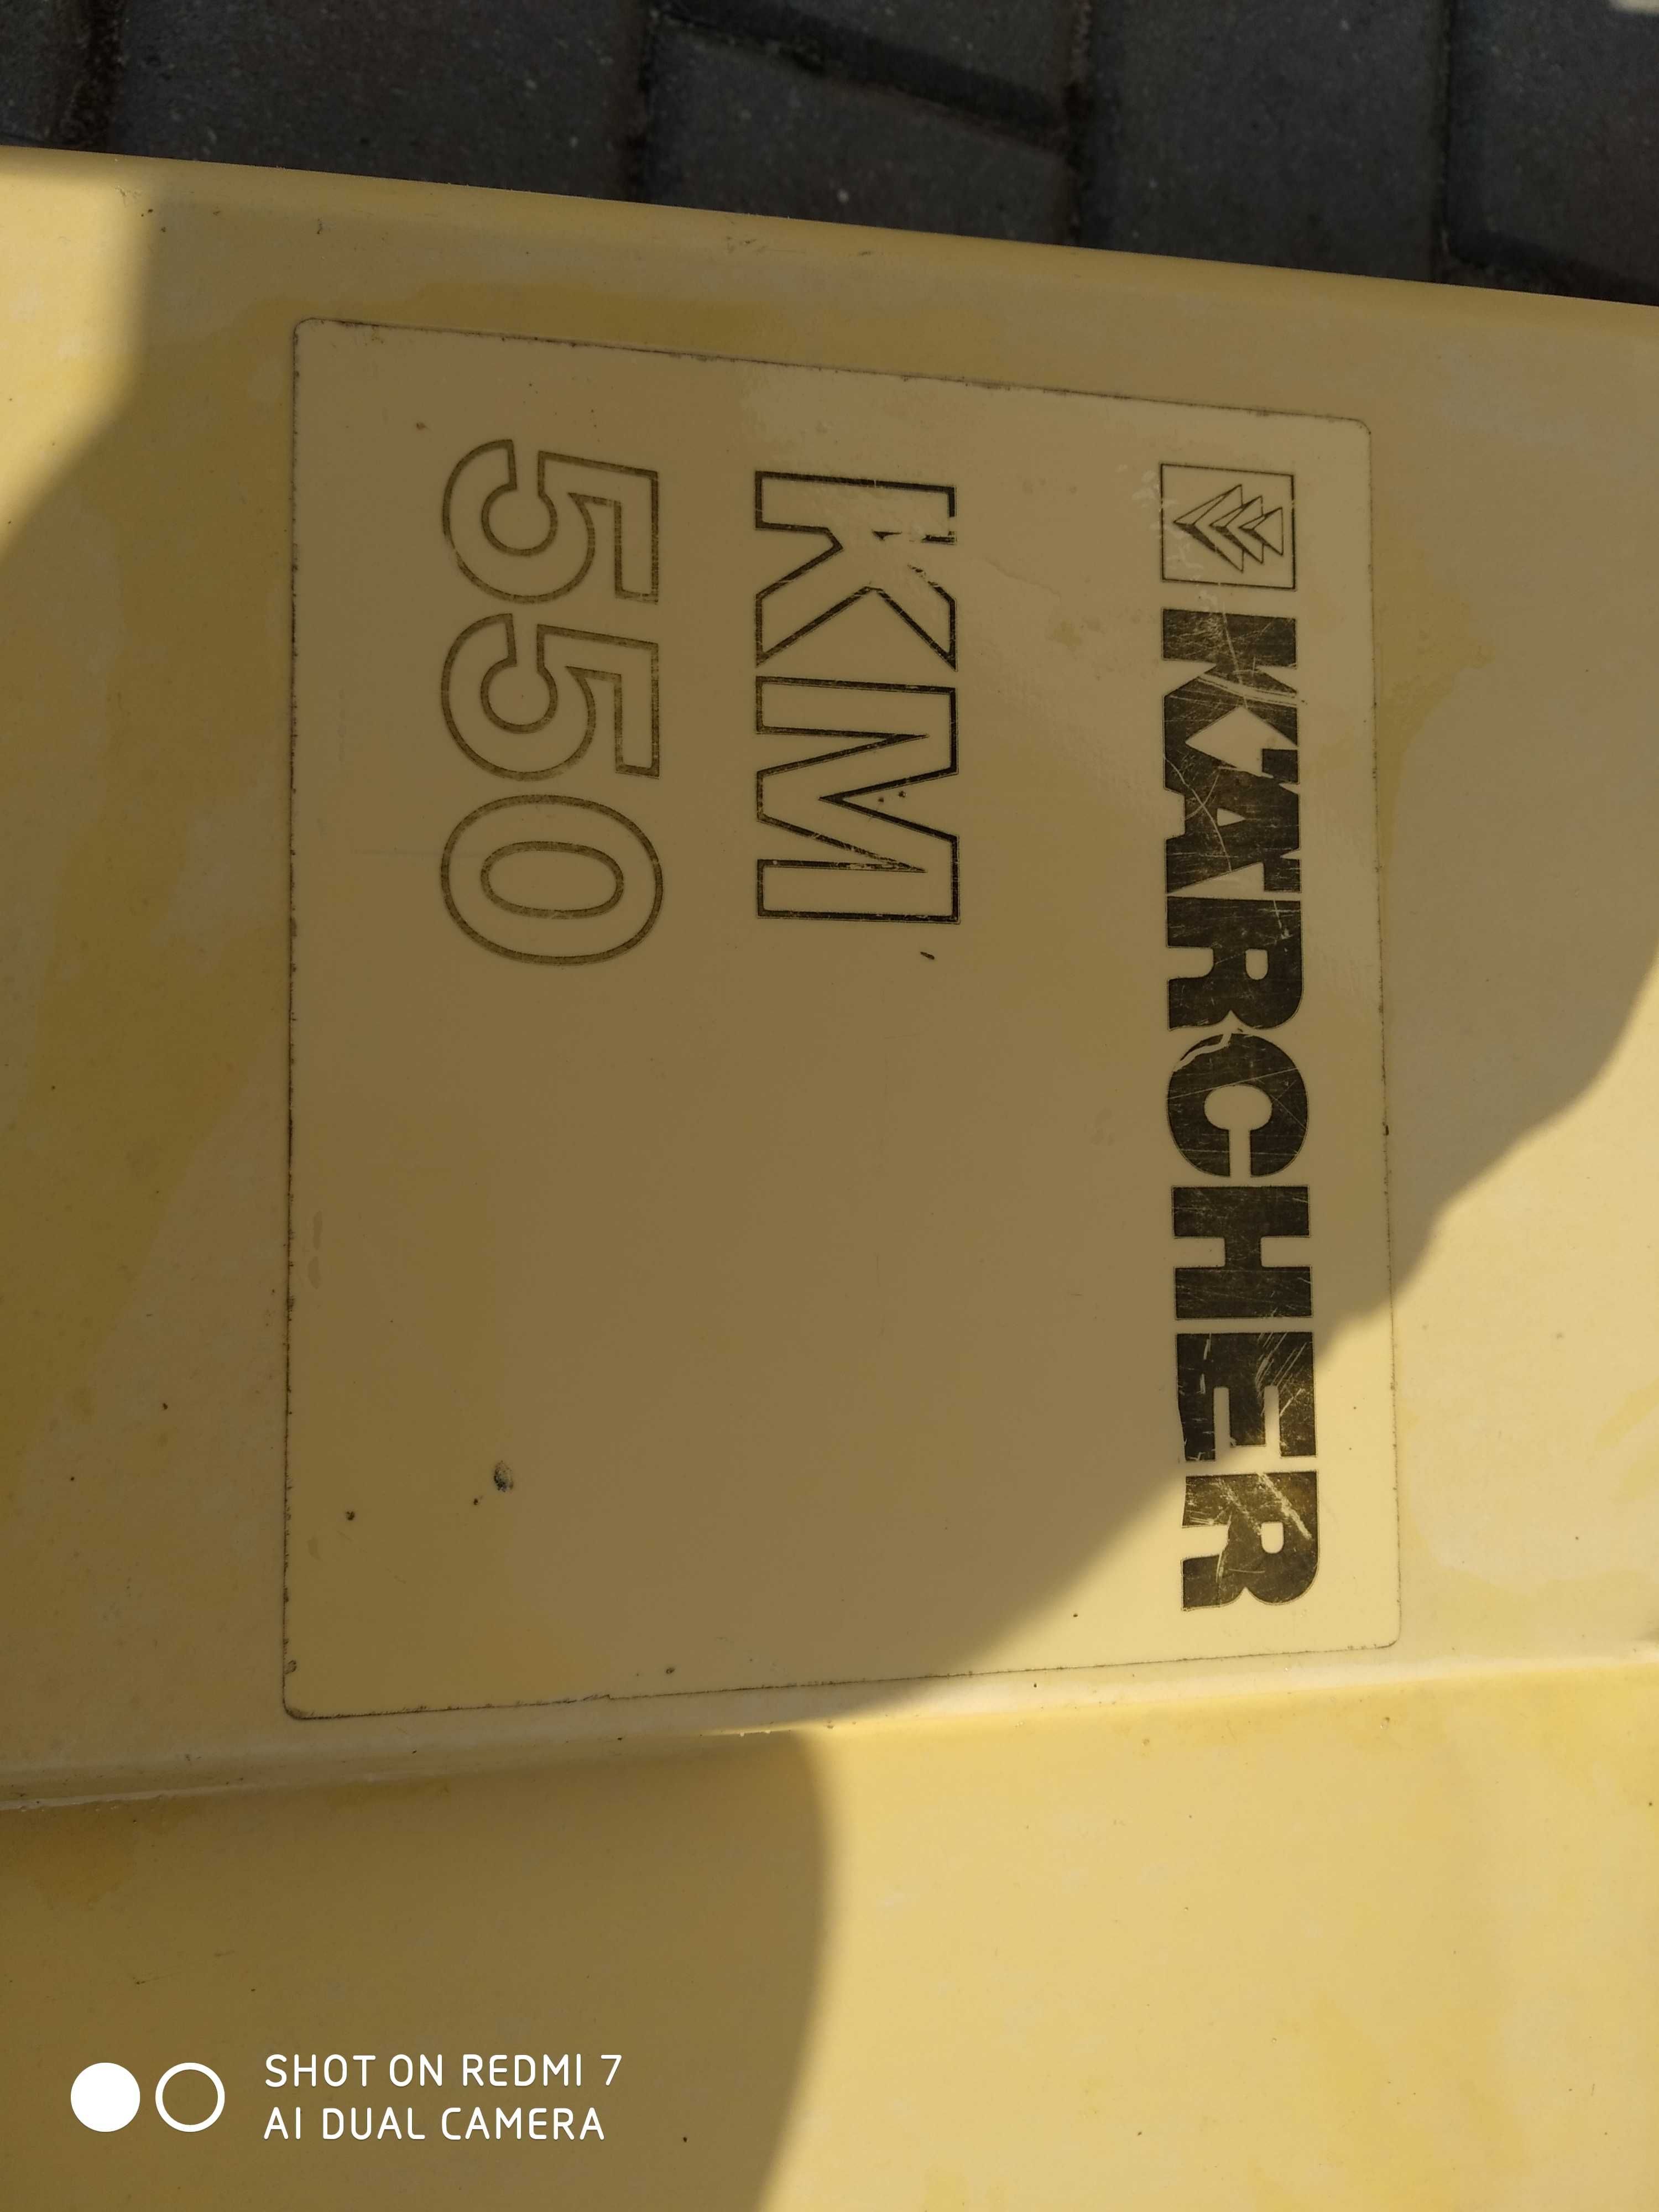 KÄRCHER
KM
550
SHOT ON REDMI 7
AI DUAL CAMERA